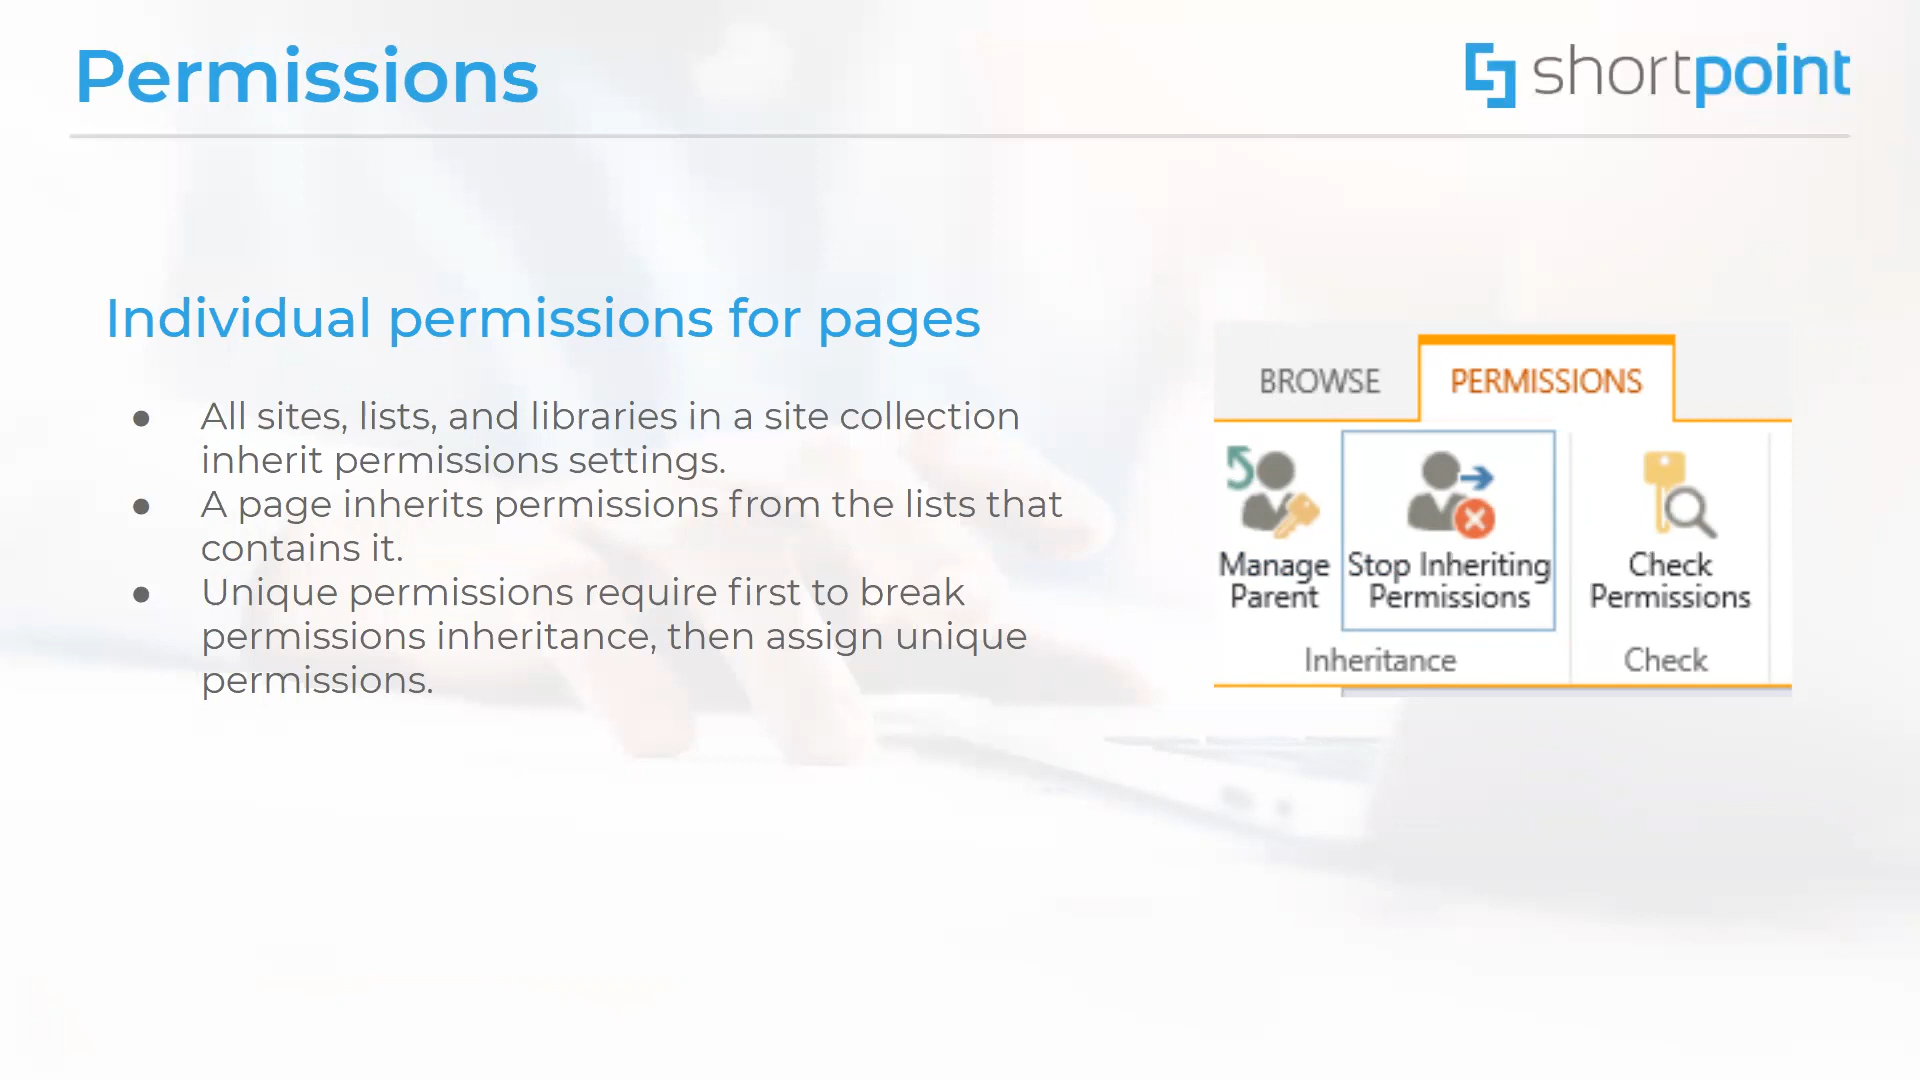 Permissions
shortpoint
Individual permissions for pages
● All sites, lists, and libraries in a site collection
inherit permissions settings.
● A page inherits permissions from the lists that
contains it.
● Unique permissions require first to break
permissions inheritance, then assign unique
permissions.
BROWSE PERMISSIONS
Manage
Parent
Stop Inheriting
Permissions
Check
Permissions
Inheritance
Check